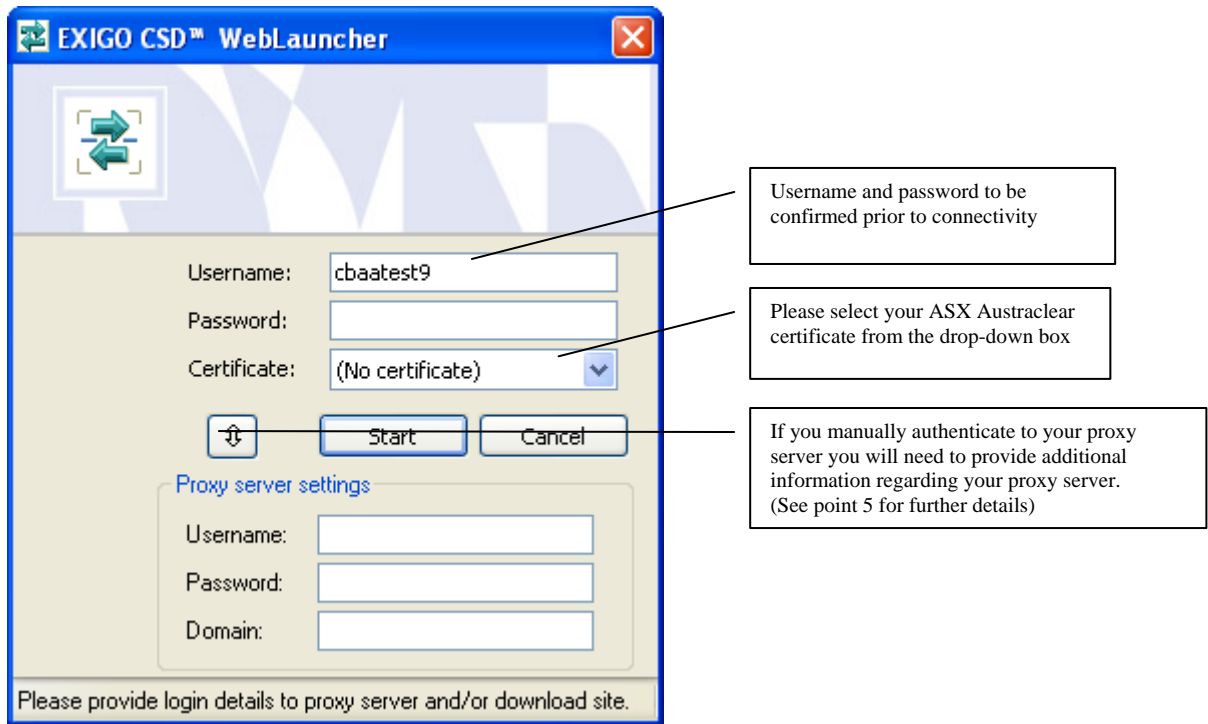 EXIGO CSD™ WebLauncher
Username:
cbaatest9
Password:
Certificate:
(No certificate)
Start
Cancel
Proxy server settings
Username:
Password:
Domain:
Please provide login details to proxy server and/or download site.
Username and password to be
confirmed prior to connectivity
Please select your ASX Austraclear
certificate from the drop-down box
If you manually authenticate to your proxy
server you will need to provide additional
information regarding your proxy server.
(See point 5 for further details)